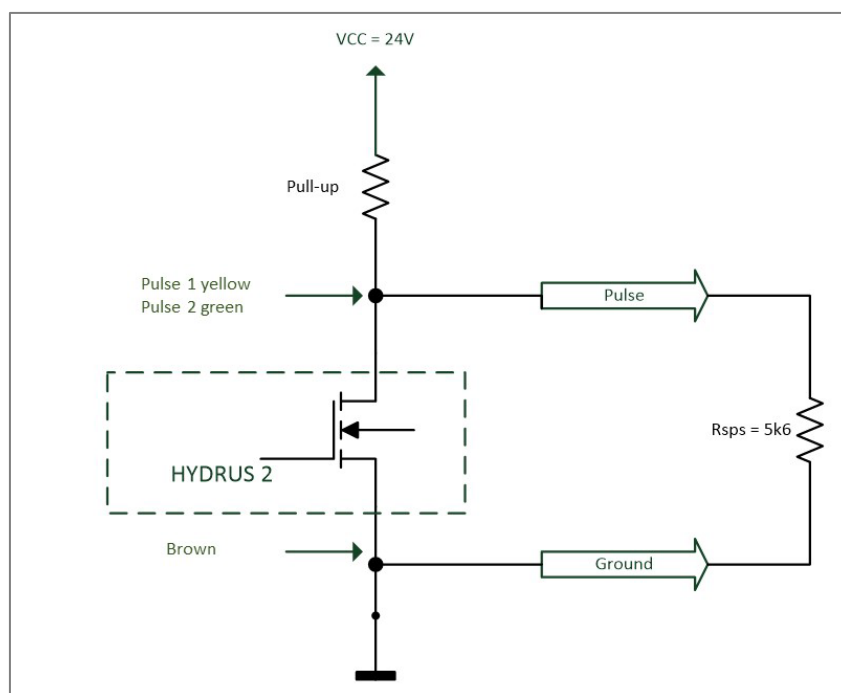 VCC = 24V
Pull-up
Pulse 1 yellow
Pulse 2 green
Pulse
Rsps = 5k6
HYDRUS 2
Brown
Ground